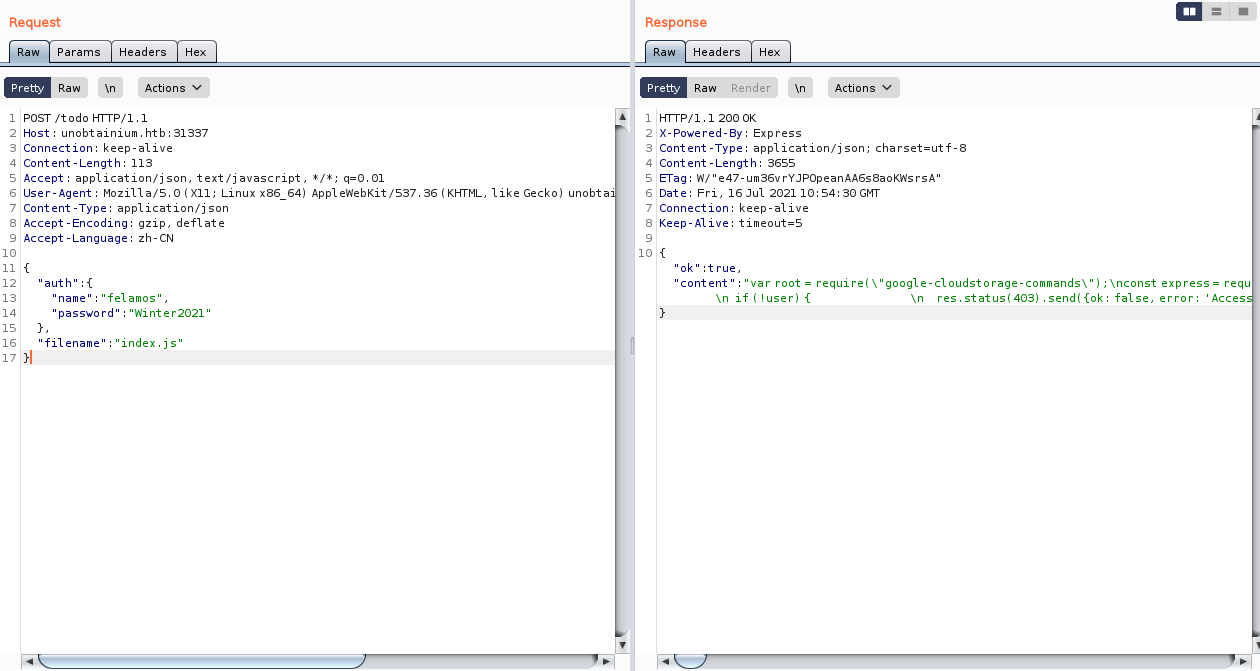 Request
Raw Params Headers Hex
Pretty Raw \n Actions
1 POST /todo HTTP/1.1
2 Host: unobtainium.htb:31337
3 Connection: keep-alive
4 Content-Length: 113
5 Accept: application/json, text/javascript, */*; q=0.01
6 User-Agent: Mozilla/5.0 (X11; Linux x86_64) AppleWebKit/537.36 (KHTML, like Gecko) unobtai
7 Content-Type: application/json
8 Accept-Encoding: gzip, deflate
9 Accept-Language: zh-CN
10
11 {
12 "auth":{
13 "name":"felamos",
14 "password":"Winter2021"
15 },
16 "filename":"index.js"
17 }
Response
Raw Headers Hex
Pretty Raw Render \n Actions
1 HTTP/1.1 200 OK
2 X-Powered-By: Express
3 Content-Type: application/json; charset=utf-8
4 Content-Length: 3655
5 ETag: W/"e47-um36vrYJPOpeanAA6s8aoKWsrsA"
6 Date: Fri, 16 Jul 2021 10:54:30 GMT
7 Connection: keep-alive
8 Keep-Alive: timeout=5
9
10 {
"ok":true,
"content":"var root = require(\"google-cloudstorage-commands\");\nconst express = requ
\n if (!user) { \n res.status(403).send({ok: false, error: 'Access
}